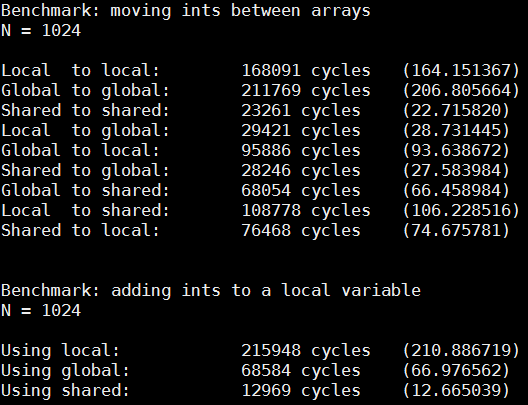 Benchmark: moving ints between arrays
N = 1024
Local  to local:        168091 cycles   (164.151367)
Global to global:       211769 cycles   (206.805664)
Shared to shared:       23261 cycles    (22.715820)
Local  to global:       29421 cycles    (28.731445)
Global to local:        95886 cycles    (93.638672)
Shared to global:       28246 cycles    (27.583984)
Global to shared:       68054 cycles    (66.458984)
Local  to shared:       108778 cycles   (106.228516)
Shared to local:        76468 cycles    (74.675781)
Benchmark: adding ints to a local variable
N = 1024
Using local:            215948 cycles   (210.886719)
Using global:           68584 cycles    (66.976562)
Using shared:           12969 cycles    (12.665039)